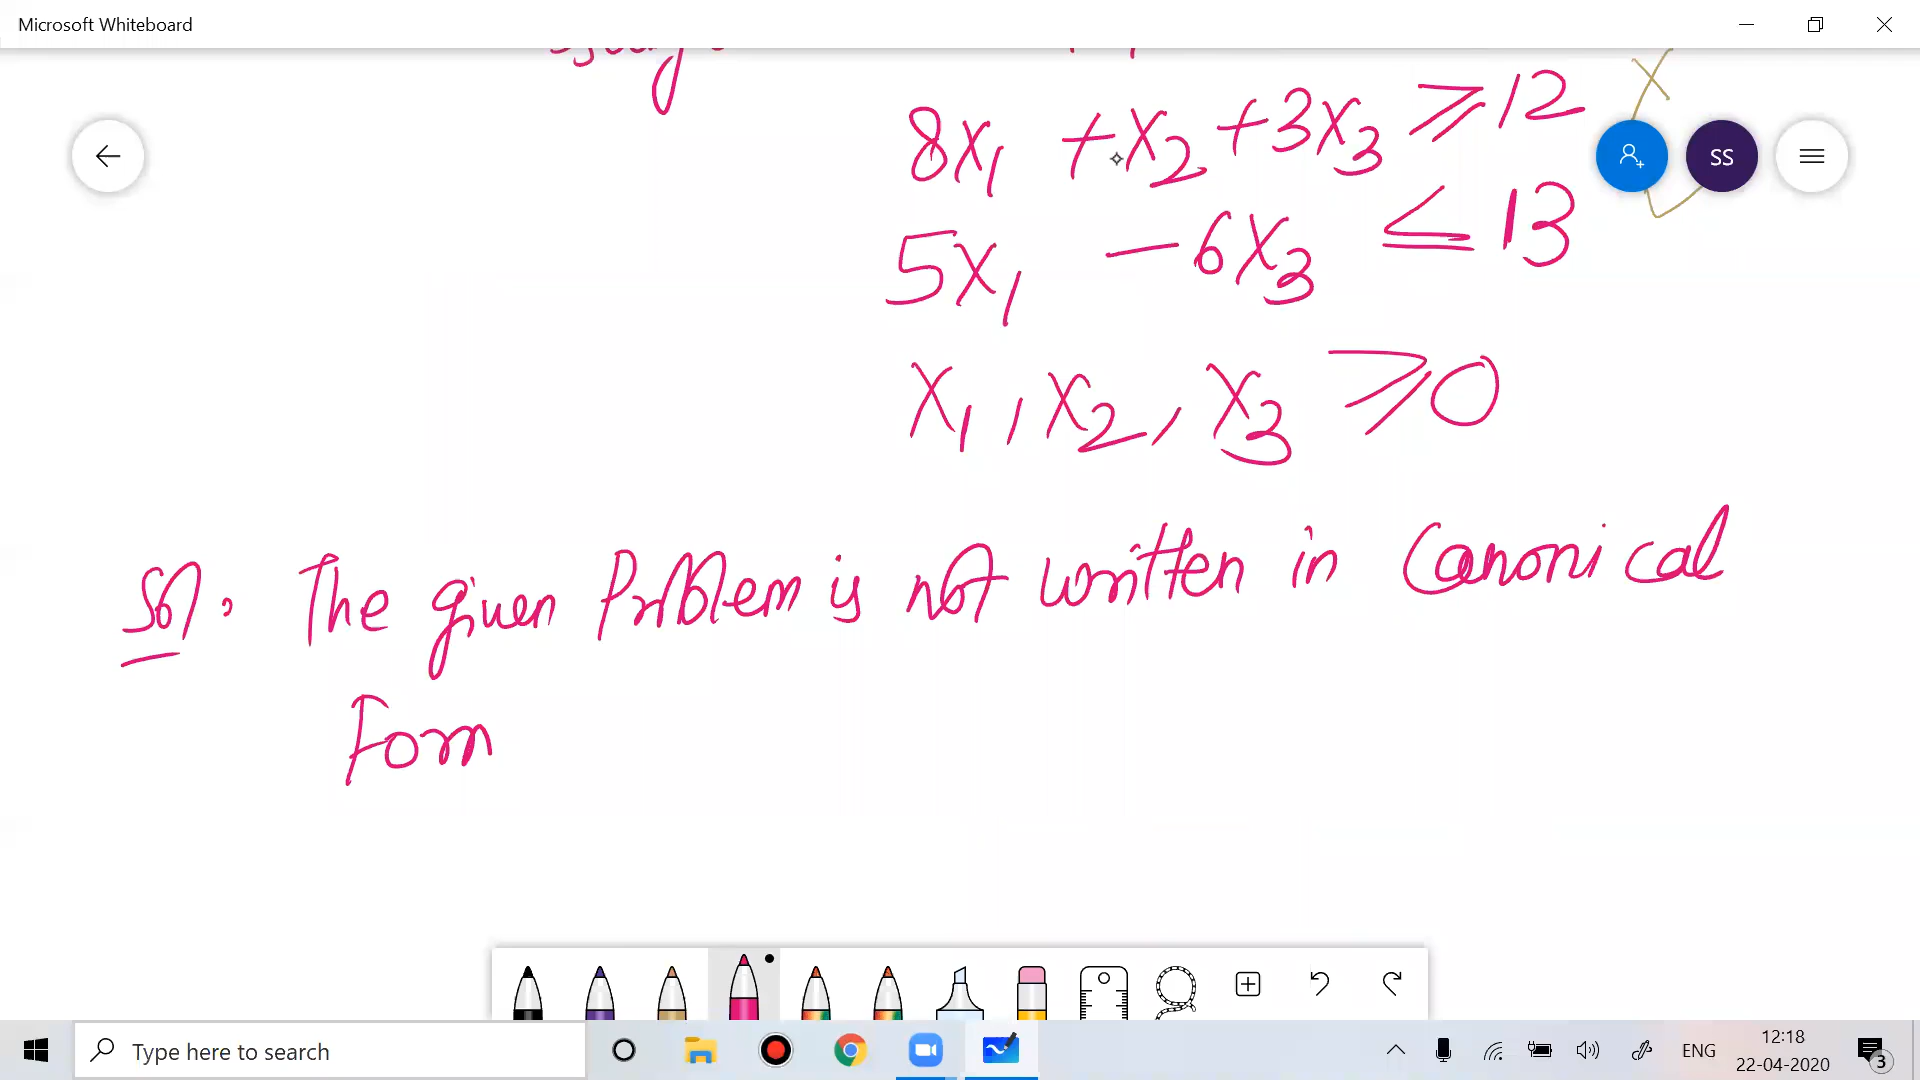 Microsoft Whiteboard
8x₁ + x₂ + 3x₃ ⩾ 12
SS
5x₁ - 6x₃ ≤ 13
x₁, x₂, x₃ ⩾ 0
Sol. The given Problem is not written in Canonical
Form
Type here to search
ENG
12:18
22-04-2020
3